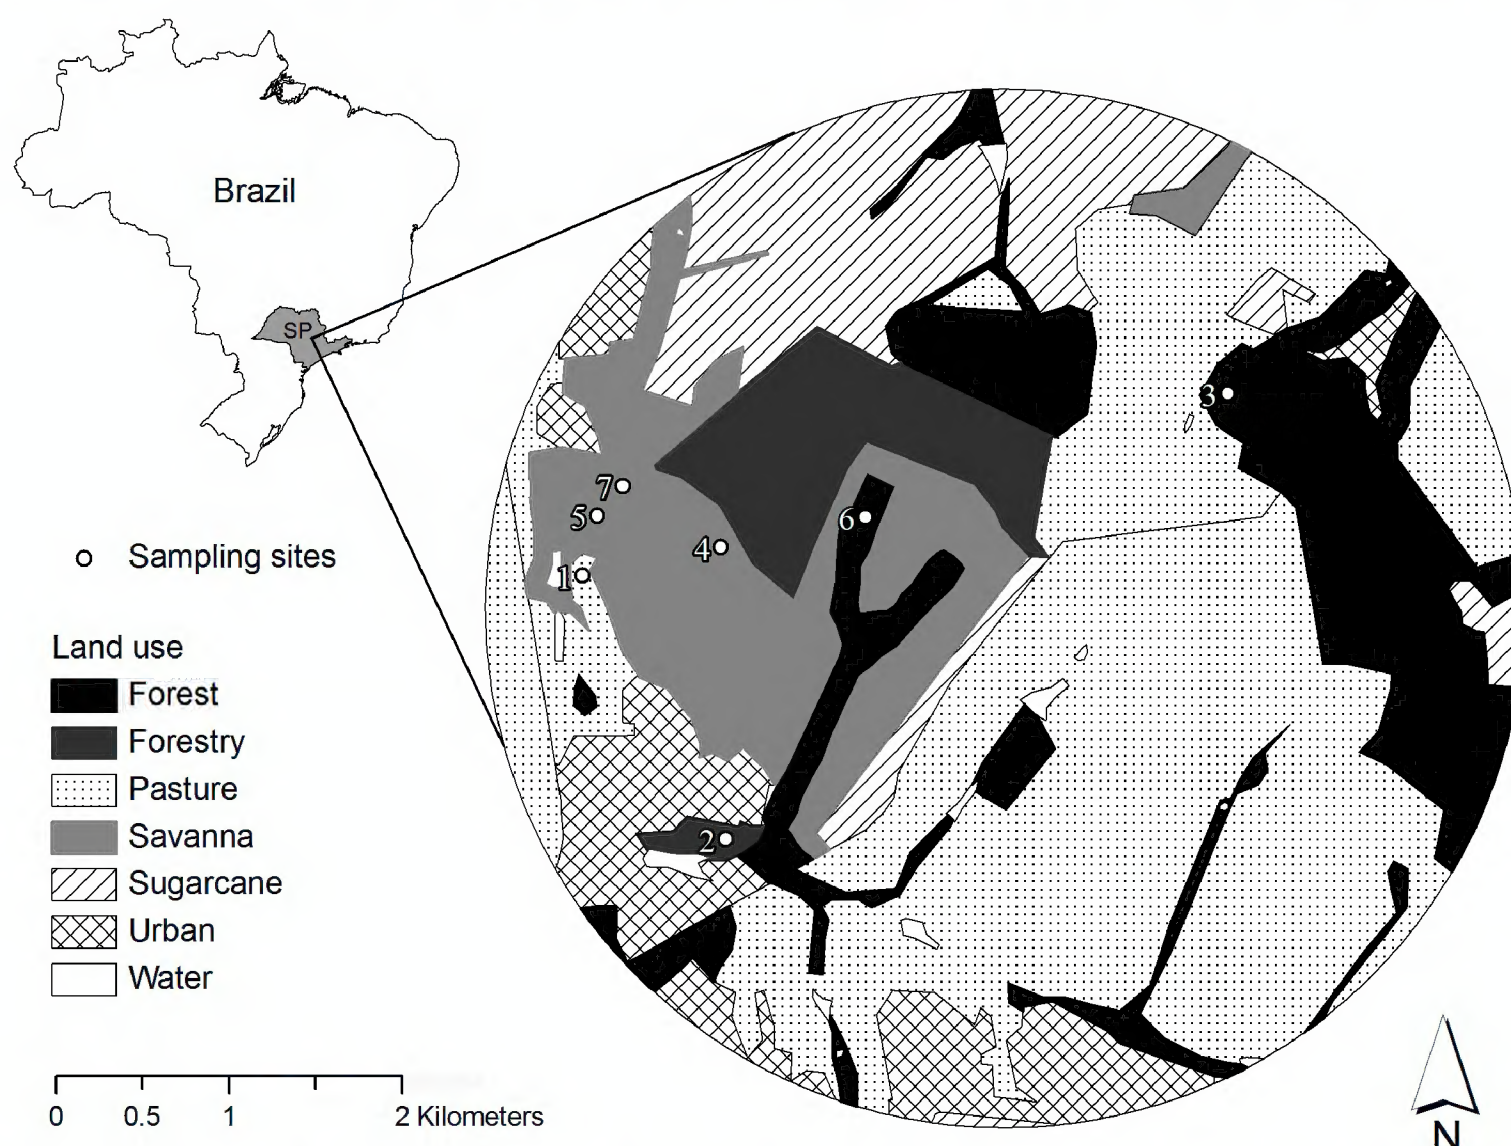 Brazil
SP
3
7
5
6
4
1
2
Sampling sites
Land use
Forest
Forestry
Pasture
Savanna
Sugarcane
Urban
Water
0 0.5 1 2 Kilometers
N